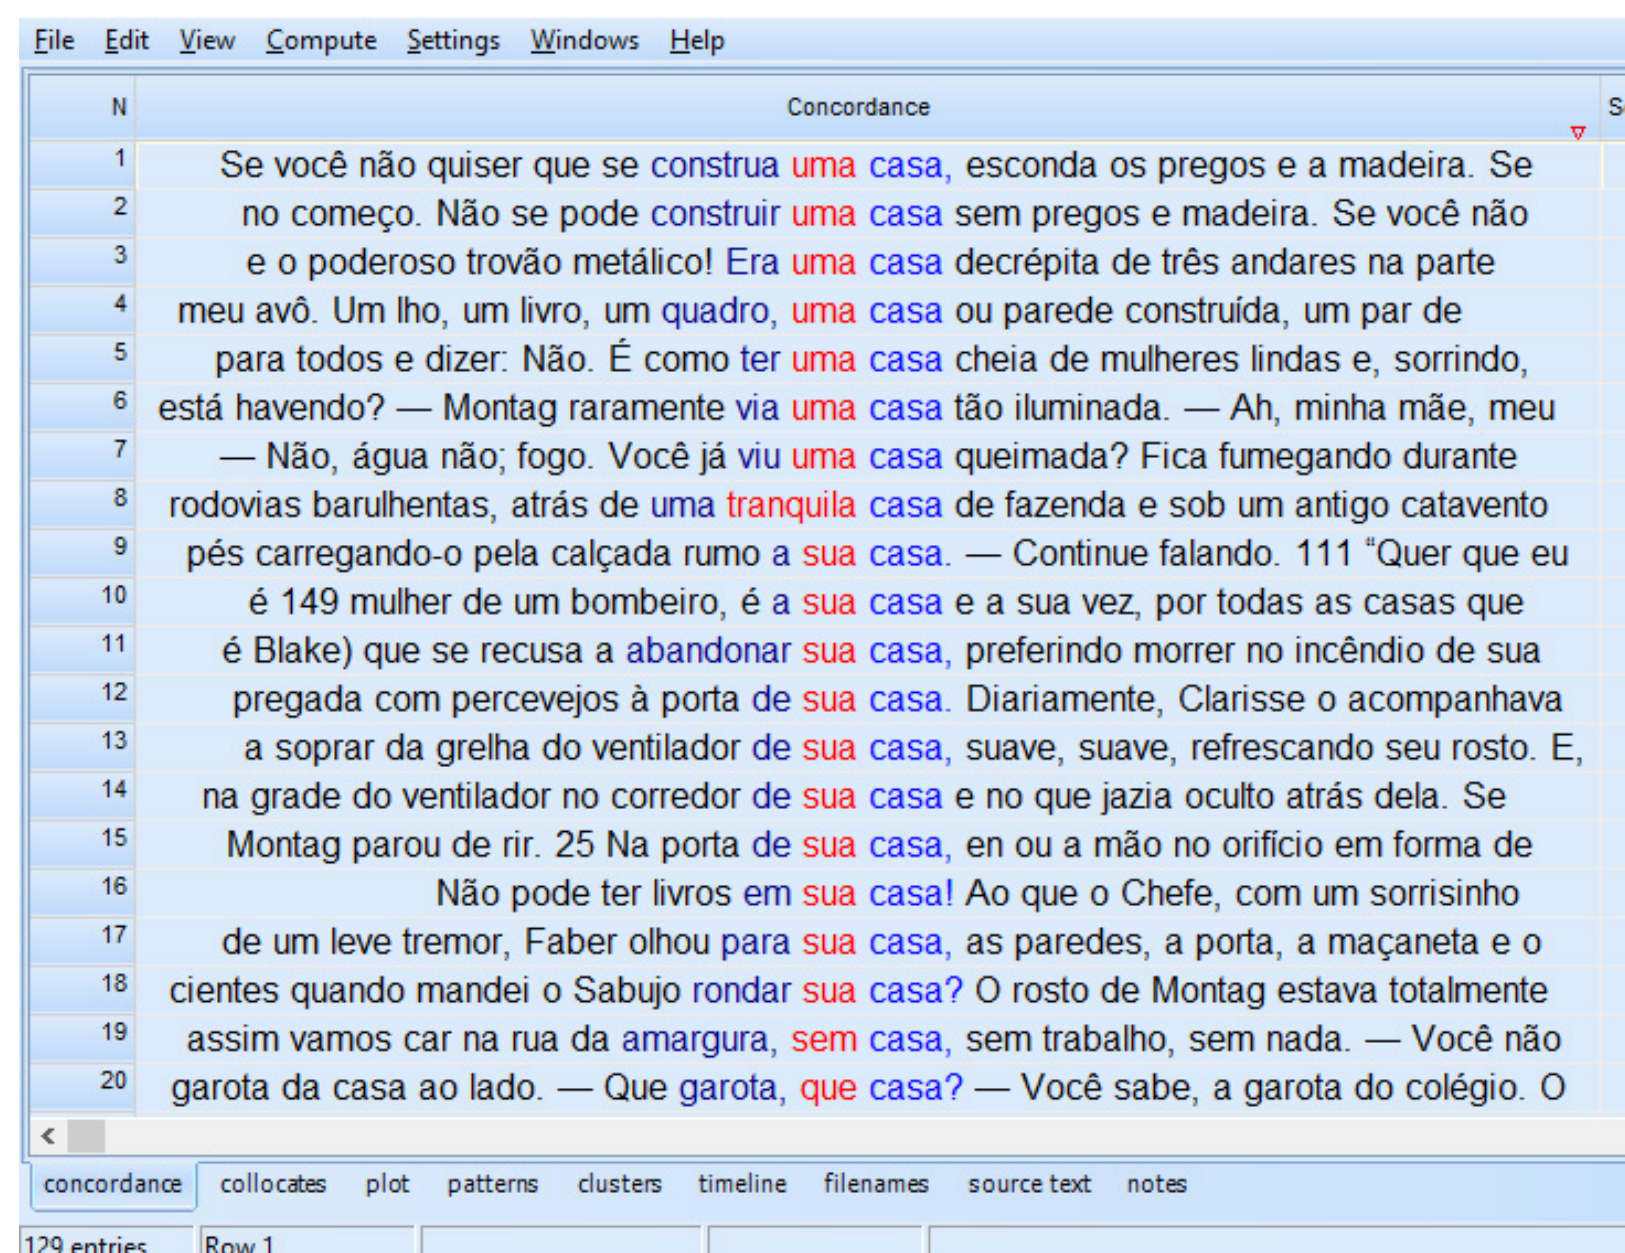 File Edit View Compute Settings Windows Help
N Concordance
1 Se você não quiser que se construa uma casa, esconda os pregos e a madeira. Se
2 no começo. Não se pode construir uma casa sem pregos e madeira. Se você não
3 e o poderoso trovão metálico! Era uma casa decrépita de três andares na parte
4 meu avô. Um lho, um livro, um quadro, uma casa ou parede construída, um par de
5 para todos e dizer: Não. É como ter uma casa cheia de mulheres lindas e, sorrindo,
6 está havendo? — Montag raramente via uma casa tão iluminada. — Ah, minha mãe, meu
7 — Não, água não; fogo. Você já viu uma casa queimada? Fica fumegando durante
8 rodovias barulhentas, atrás de uma tranquila casa de fazenda e sob um antigo catavento
9 pés carregando-o pela calçada rumo a sua casa. — Continue falando. 111 “Quer que eu
10 é 149 mulher de um bombeiro, é a sua casa e a sua vez, por todas as casas que
11 é Blake) que se recusa a abandonar sua casa, preferindo morrer no incêndio de sua
12 pregada com percevejos à porta de sua casa. Diariamente, Clarisse o acompanhava
13 a soprar da grelha do ventilador de sua casa, suave, suave, refrescando seu rosto. E,
14 na grade do ventilador no corredor de sua casa e no que jazia oculto atrás dela. Se
15 Montag parou de rir. 25 Na porta de sua casa, en ou a mão no orifício em forma de
16 Não pode ter livros em sua casa! Ao que o Chefe, com um sorrisinho
17 de um leve tremor, Faber olhou para sua casa, as paredes, a porta, a maçaneta e o
18 cientes quando mandei o Sabujo rondar sua casa? O rosto de Montag estava totalmente
19 assim vamos car na rua da amargura, sem casa, sem trabalho, sem nada. — Você não
20 garota da casa ao lado. — Que garota, que casa? — Você sabe, a garota do colégio. O
concordance collocates plot patterns clusters timeline filenames source text notes
129 entries Row 1